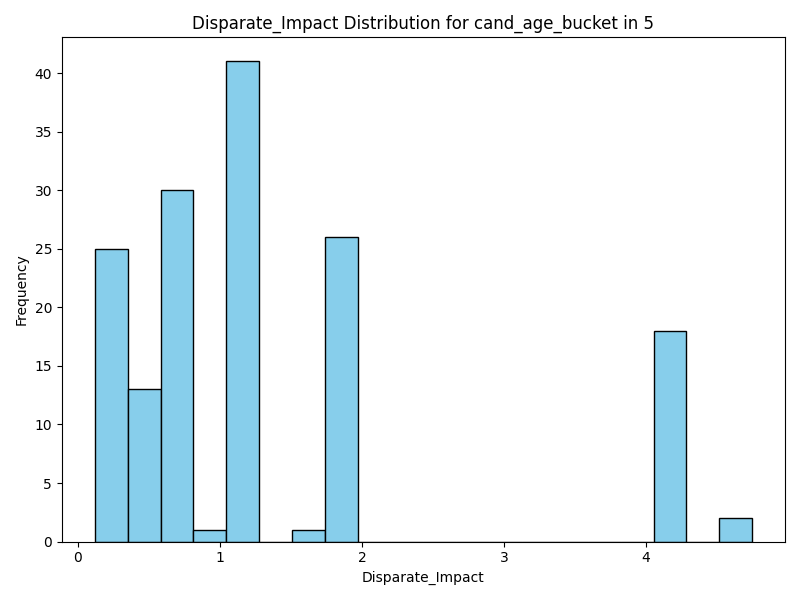 Disparate_Impact Distribution for cand_age_bucket in 5
40
35
30
25
20
15
10
5
0
Frequency
0 1 2 3 4
Disparate_Impact